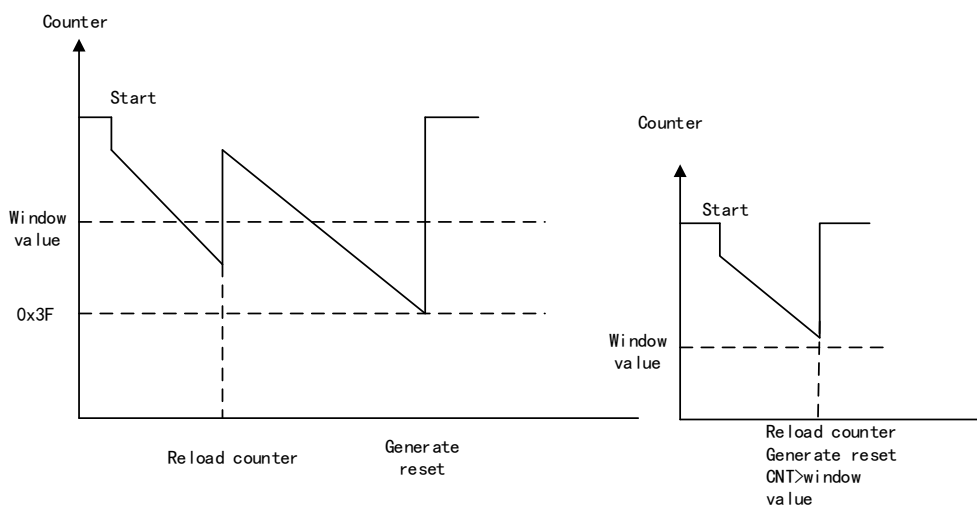 Counter
Start
Window
value
0x3F
Reload counter
Generate
reset
Counter
Start
Window
value
Reload counter
Generate reset
CNT>window
value